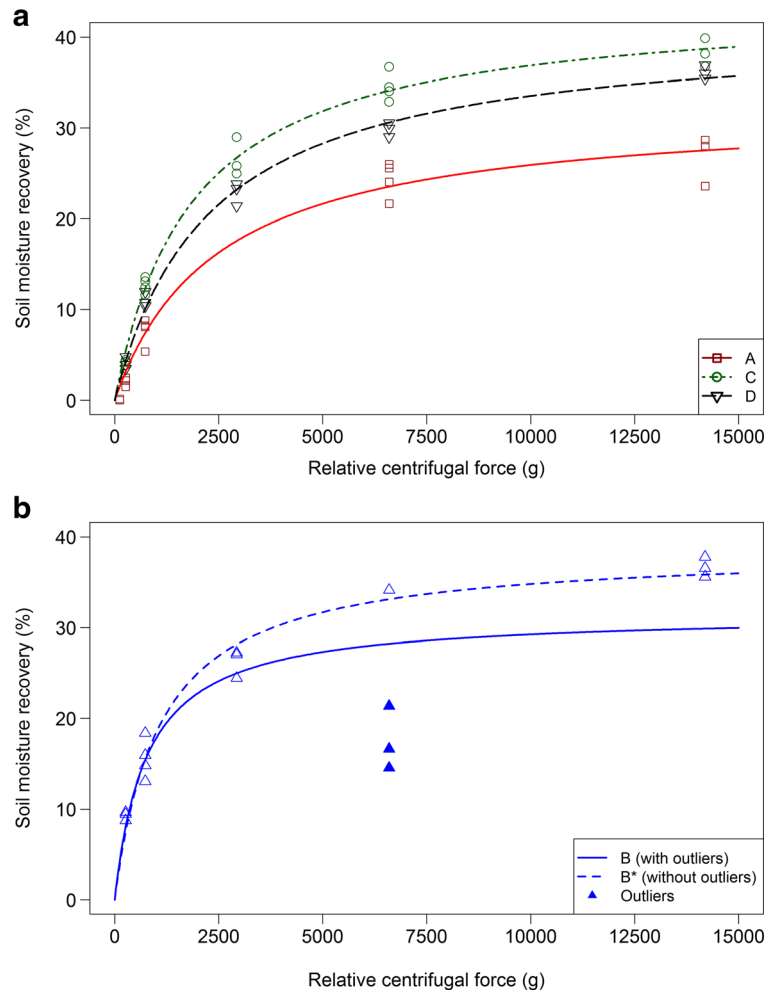 a
40
30
20
10
0
Soil moisture recovery (%)
A
C
D
0 2500 5000 7500 10000 12500 15000
Relative centrifugal force (g)
b
40
30
20
10
0
Soil moisture recovery (%)
B (with outliers)
B* (without outliers)
Outliers
0 2500 5000 7500 10000 12500 15000
Relative centrifugal force (g)